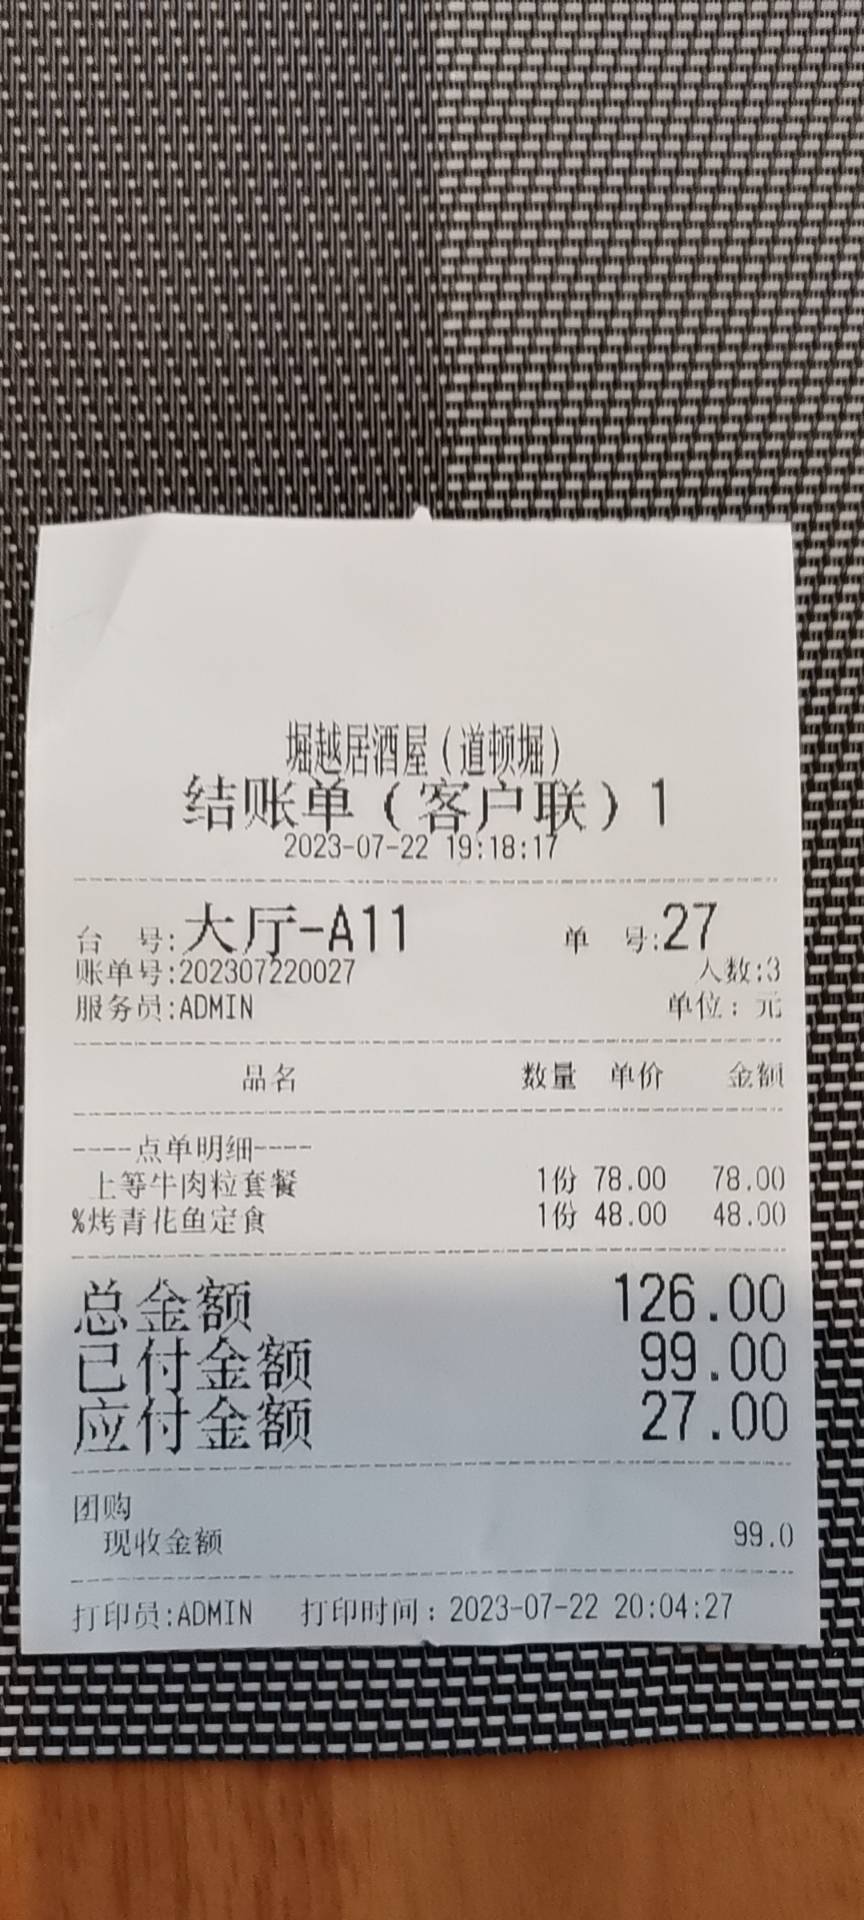 堀越居酒屋（道顿堀）
结账单（客户联）1
2023-07-22 19:18:17
台 号:大厅-A11 单 号:27
账单号:202307220027 人数:3
服务员:ADMIN 单位：元
品名 数量 单价 金额
----点单明细----
上等牛肉粒套餐 1份 78.00 78.00
%烤青花鱼定食 1份 48.00 48.00
总金额 126.00
已付金额 99.00
应付金额 27.00
团购
现收金额 99.0
打印员:ADMIN 打印时间：2023-07-22 20:04:27